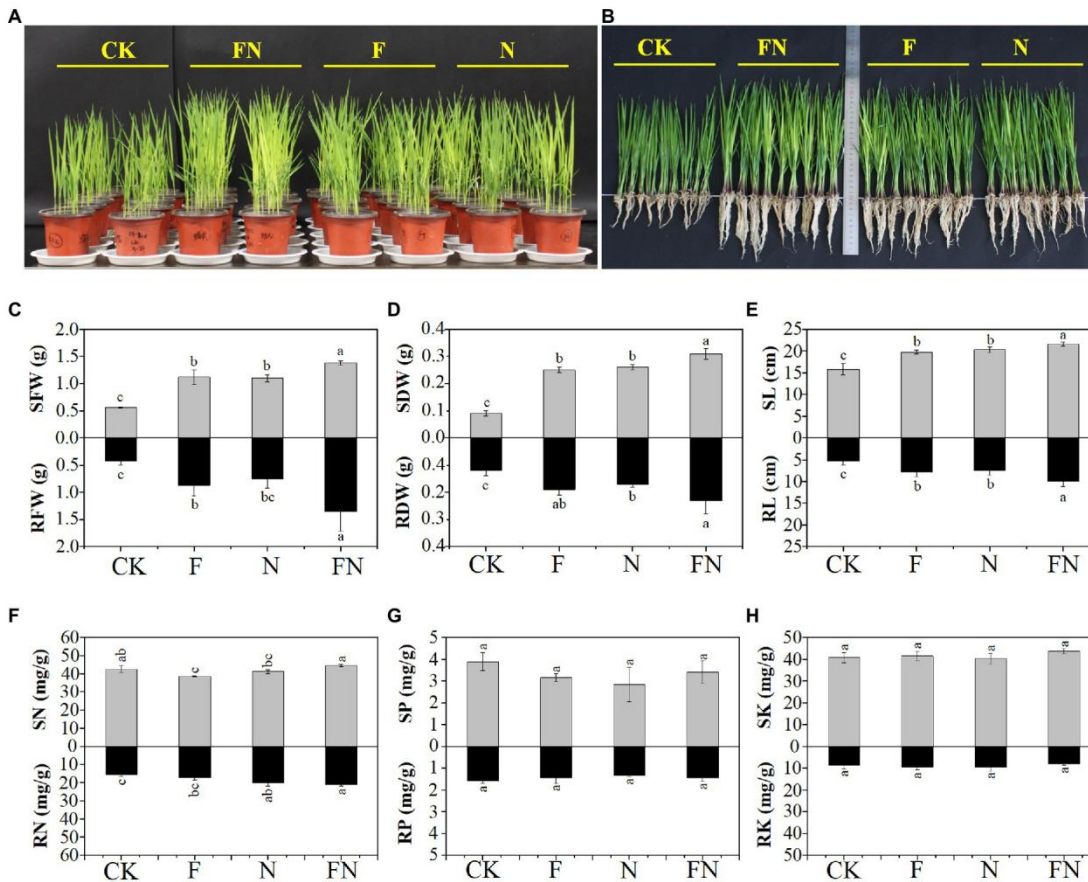 A
CK FN F N
B
CK FN F N
C
SFW (g)
2.0
1.5
1.0
0.5
0.0
c b b a
RFW (g)
0.5
1.0
1.5
2.0
c b bc a
CK F N FN
D
SDW (g)
0.4
0.3
0.2
0.1
0.0
c b b a
RDW (g)
0.4
0.2
0.3
0.4
c ab b a
CK F N FN
E
SL (cm)
25
20
15
10
5
0
c b b a
RL (cm)
5
10
15
20
25
c b b a
CK F N FN
F
SN (mg/g)
60
50
40
30
20
10
0
ab c bc a
RN (mg/g)
10
20
30
40
50
60
c bc ab a
CK F N FN
G
SP (mg/g)
5
4
3
2
1
0
a a a a
RP (mg/g)
1
2
3
4
5
a a a a
CK F N FN
H
SK (mg/g)
50
40
30
20
10
0
a a a a
RK (mg/g)
10
20
30
40
50
a a a a
CK F N FN